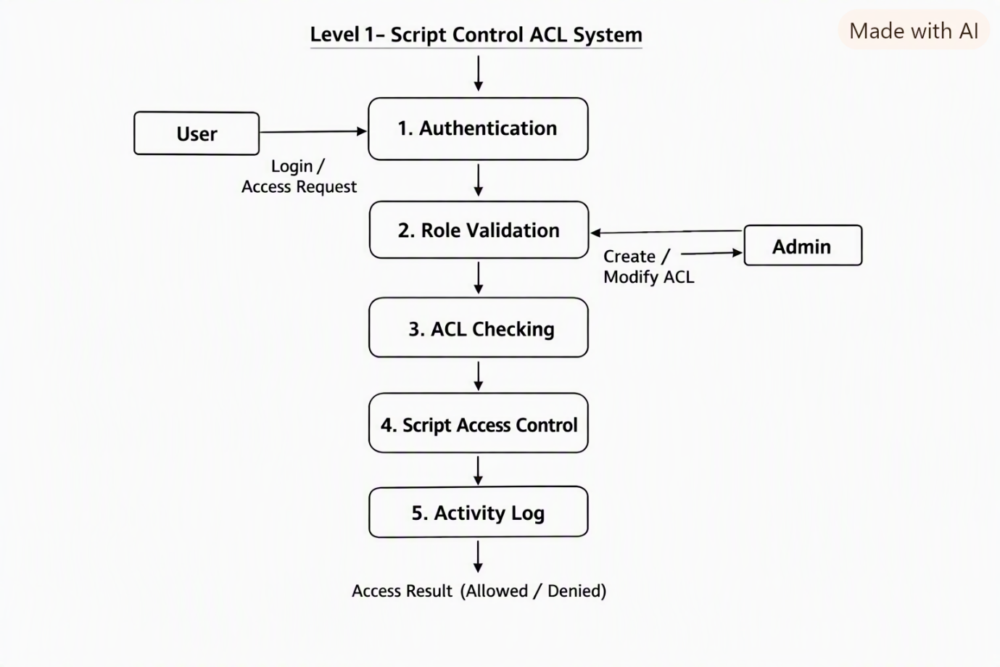 Made with AI
Level 1– Script Control ACL System
1. Authentication
User
Login /
Access Request
2. Role Validation
Admin
Create /
Modify ACL
3. ACL Checking
4. Script Access Control
5. Activity Log
Access Result (Allowed / Denied)